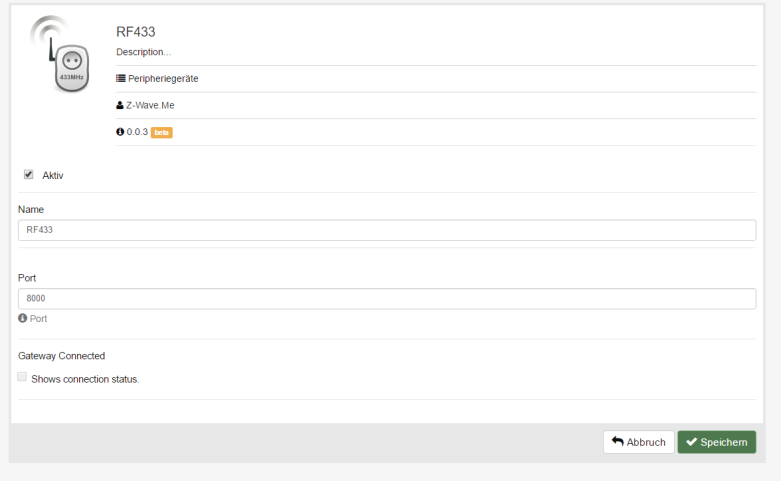 RF433
Description...
433MHz
Peripheriegeräte
Z-Wave.Me
0.0.3 beta
Aktiv
Name
RF433
Port
8000
Port
Gateway Connected
Shows connection status.
Abbruch
Speichern